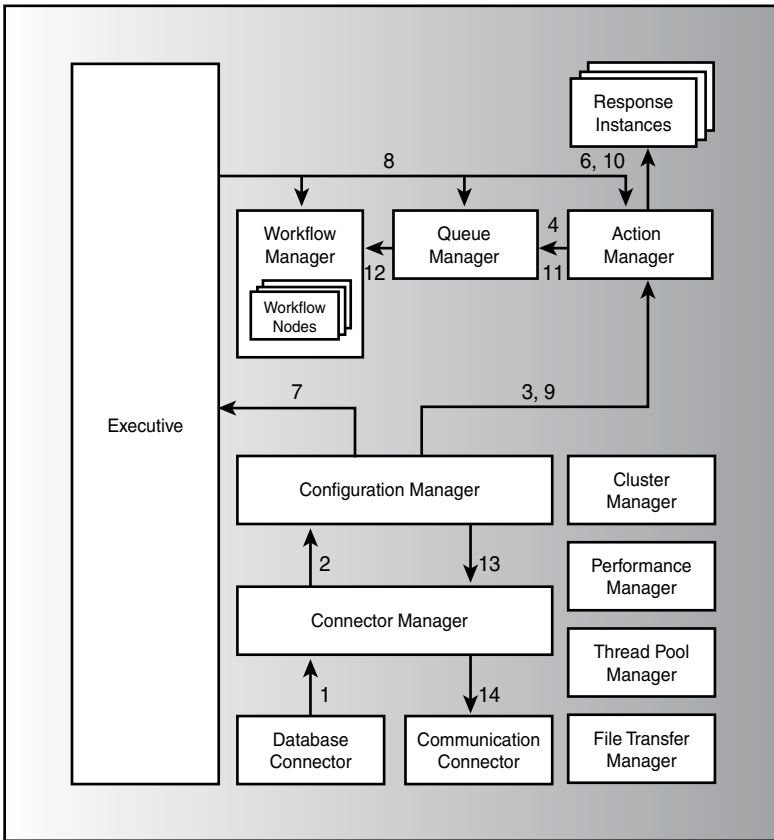 Response
Instances
8
6, 10
Workflow
Manager
Queue
Manager
4
Action
Manager
12
11
Workflow
Nodes
7
3, 9
Executive
Configuration Manager
Cluster
Manager
2
13
Performance
Manager
Connector Manager
Thread Pool
Manager
1
14
Database
Connector
Communication
Connector
File Transfer
Manager